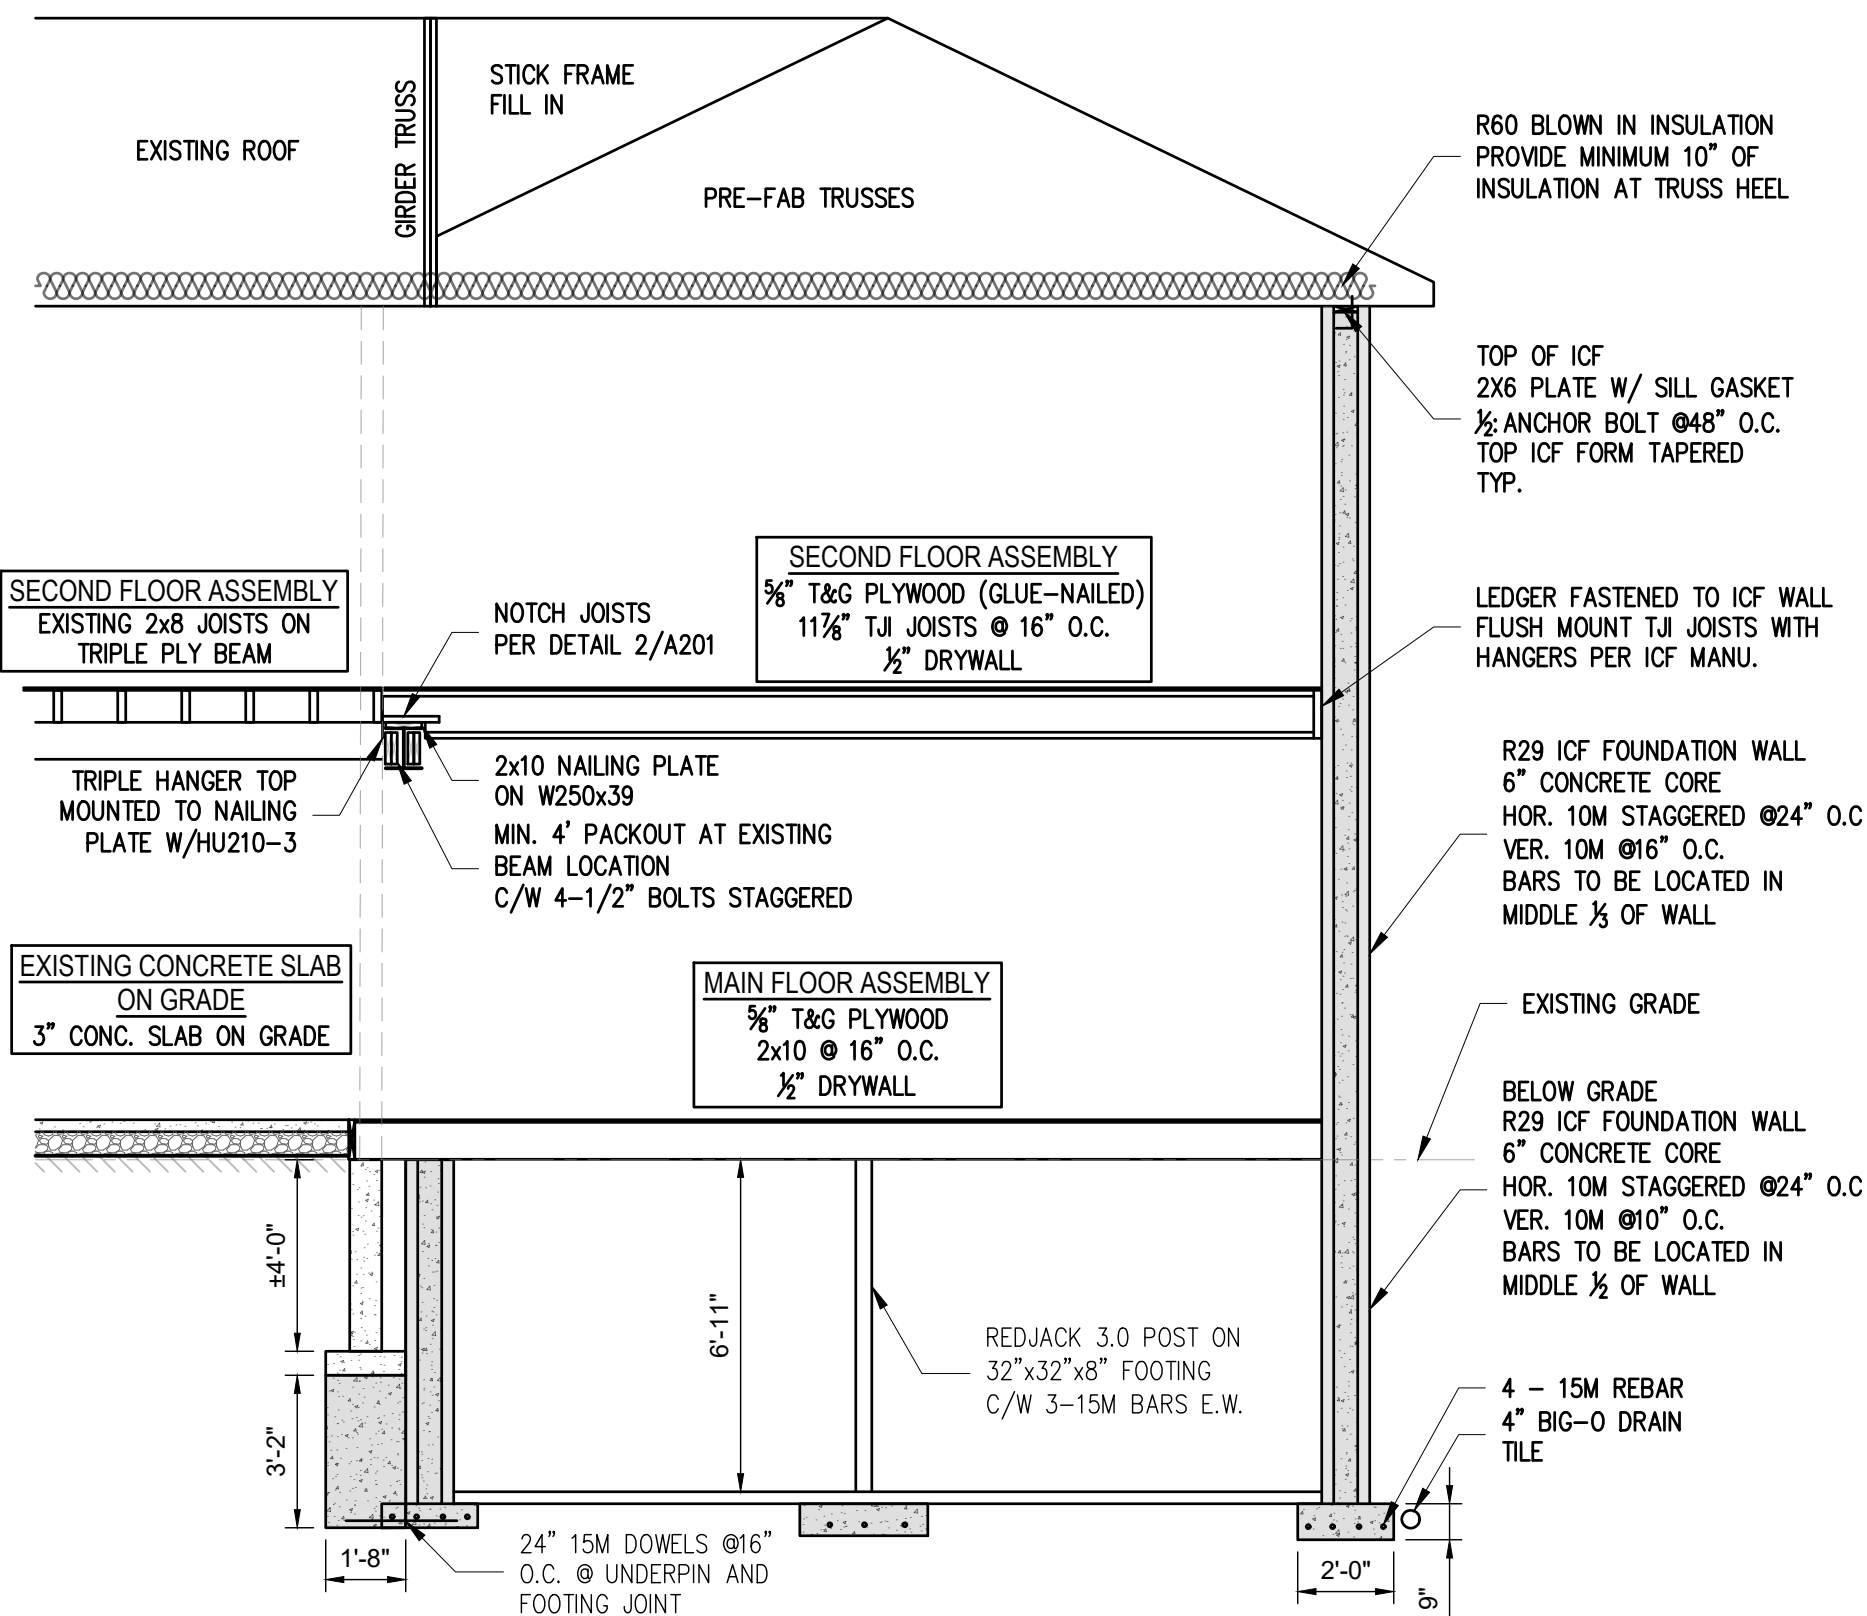 STICK FRAME
FILL IN
GIRDER TRUSS
EXISTING ROOF
PRE-FAB TRUSSES
R60 BLOWN IN INSULATION
PROVIDE MINIMUM 10" OF
INSULATION AT TRUSS HEEL
TOP OF ICF
2X6 PLATE W/ SILL GASKET
½: ANCHOR BOLT @48" O.C.
TOP ICF FORM TAPERED
TYP.
SECOND FLOOR ASSEMBLY
EXISTING 2x8 JOISTS ON
TRIPLE PLY BEAM
NOTCH JOISTS
PER DETAIL 2/A201
SECOND FLOOR ASSEMBLY
⅝" T&G PLYWOOD (GLUE-NAILED)
11⅞" TJI JOISTS @ 16" O.C.
½" DRYWALL
LEDGER FASTENED TO ICF WALL
FLUSH MOUNT TJI JOISTS WITH
HANGERS PER ICF MANU.
TRIPLE HANGER TOP
MOUNTED TO NAILING
PLATE W/HU210-3
2x10 NAILING PLATE
ON W250x39
MIN. 4' PACKOUT AT EXISTING
BEAM LOCATION
C/W 4-1/2" BOLTS STAGGERED
R29 ICF FOUNDATION WALL
6" CONCRETE CORE
HOR. 10M STAGGERED @24" O.C
VER. 10M @16" O.C.
BARS TO BE LOCATED IN
MIDDLE ⅓ OF WALL
EXISTING CONCRETE SLAB
ON GRADE
3" CONC. SLAB ON GRADE
MAIN FLOOR ASSEMBLY
⅝" T&G PLYWOOD
2x10 @ 16" O.C.
½" DRYWALL
EXISTING GRADE
BELOW GRADE
R29 ICF FOUNDATION WALL
6" CONCRETE CORE
HOR. 10M STAGGERED @24" O.C
VER. 10M @10" O.C.
BARS TO BE LOCATED IN
MIDDLE ½ OF WALL
±4'-0"
6'-11"
REDJACK 3.0 POST ON
32"x32"x8" FOOTING
C/W 3-15M BARS E.W.
3'-2"
4 - 15M REBAR
4" BIG-O DRAIN
TILE
1'-8"
24" 15M DOWELS @16"
O.C. @ UNDERPIN AND
FOOTING JOINT
2'-0"
9"